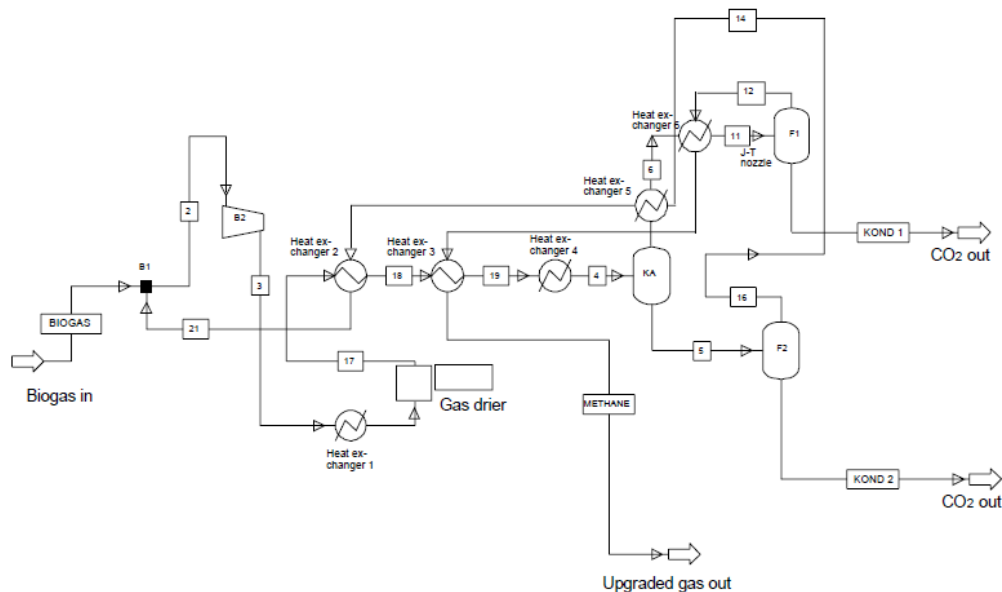 14
12
Heat ex-
changer 6
F1
11
J-T
nozzle
6
Heat ex-
changer 5
2
B2
KOND 1
CO2 out
Heat ex-
changer 2
Heat ex-
changer 3
Heat ex-
changer 4
B1
3
18
19
4
KA
16
BIOGAS
21
F2
5
17
Biogas in
Gas drier
METHANE
Heat ex-
changer 1
KOND 2
CO2 out
Upgraded gas out